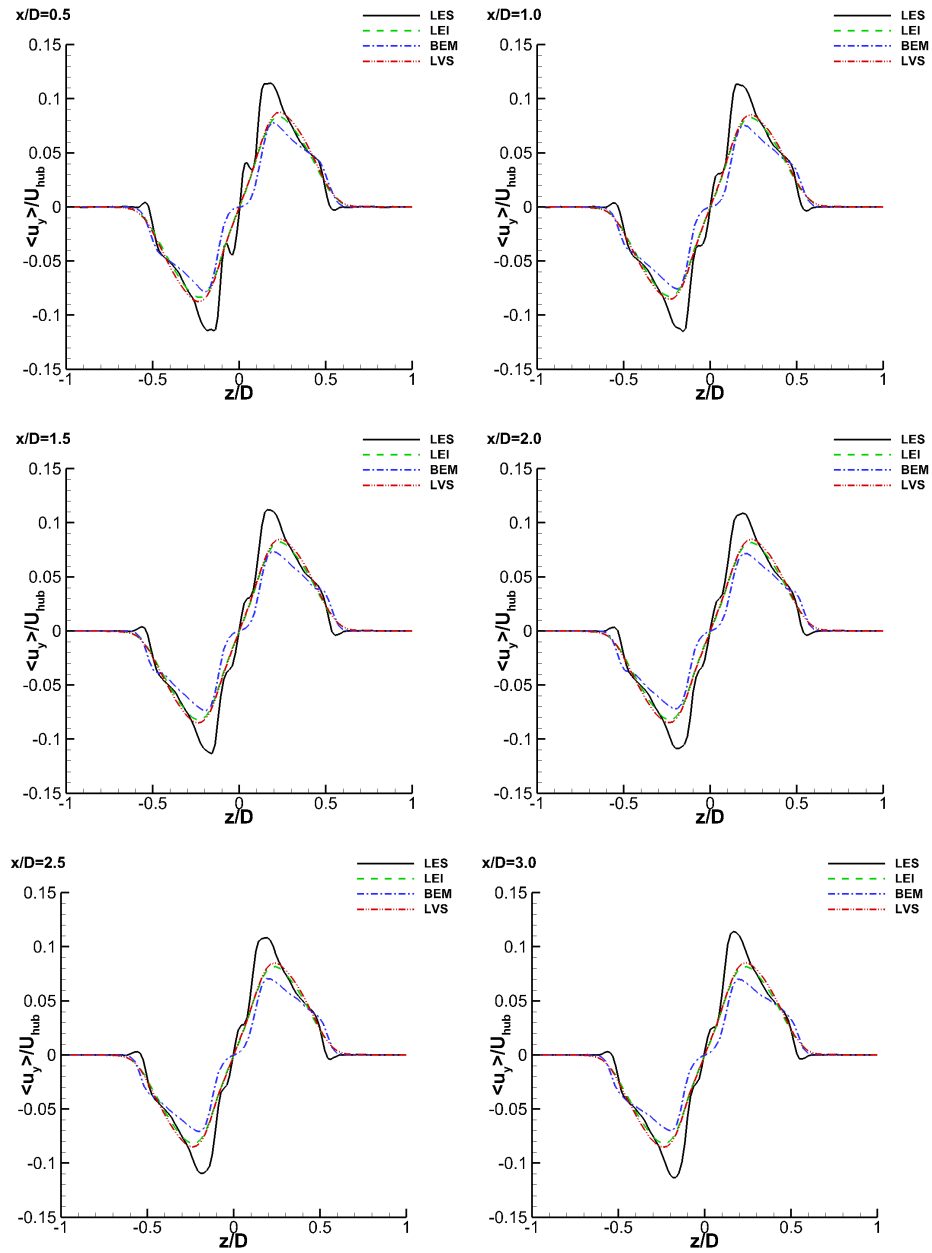 x/D=0.5
LES
LEI
BEM
LVS
0.15
0.1
0.05
0
-0.05
-0.1
-0.15
<u_y>/U_hub
-1 -0.5 0 0.5 1
z/D
x/D=1.0
LES
LEI
BEM
LVS
0.15
0.1
0.05
0
-0.05
-0.1
-0.15
<u_y>/U_hub
-1 -0.5 0 0.5 1
z/D
x/D=1.5
LES
LEI
BEM
LVS
0.15
0.1
0.05
0
-0.05
-0.1
-0.15
<u_y>/U_hub
-1 -0.5 0 0.5 1
z/D
x/D=2.0
LES
LEI
BEM
LVS
0.15
0.1
0.05
0
-0.05
-0.1
-0.15
<u_y>/U_hub
-1 -0.5 0 0.5 1
z/D
x/D=2.5
LES
LEI
BEM
LVS
0.15
0.1
0.05
0
-0.05
-0.1
-0.15
<u_y>/U_hub
-1 -0.5 0 0.5 1
z/D
x/D=3.0
LES
LEI
BEM
LVS
0.15
0.1
0.05
0
-0.05
-0.1
-0.15
<u_y>/U_hub
-1 -0.5 0 0.5 1
z/D